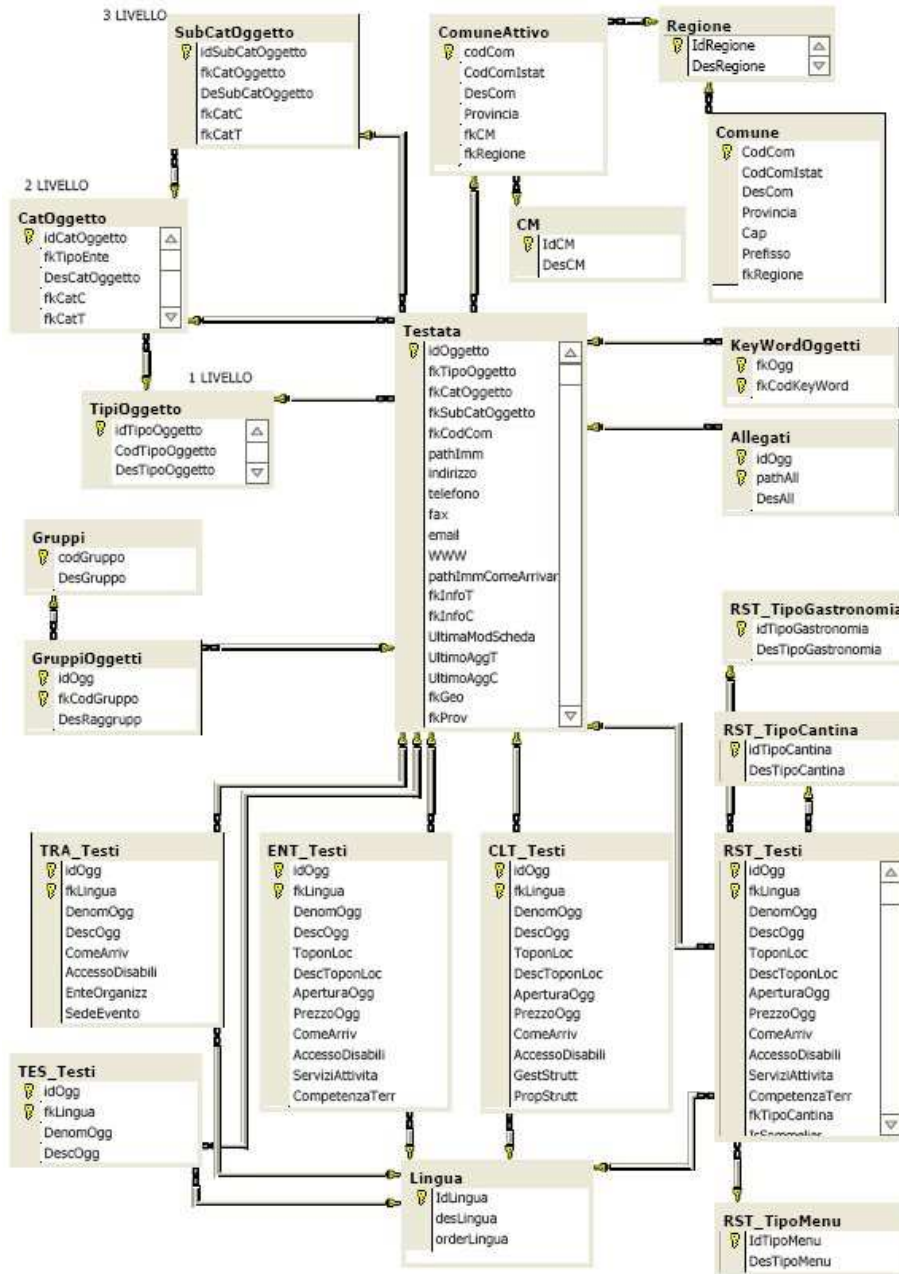 3 LIVELLO
SubCatOggetto
idSubCatOggetto
fkCatOggetto
DeSubCatOggetto
fkCatC
fkCatT
ComuneAttivo
codCom
CodComIstat
DesCom
Provincia
fkCM
fkRegione
Regione
IdRegione
DesRegione
Comune
CodCom
CodComIstat
DesCom
Provincia
Cap
Prefisso
fkRegione
2 LIVELLO
CatOggetto
idCatOggetto
fkTipoEnte
DesCatOggetto
fkCatC
fkCatT
CM
IdCM
DesCM
1 LIVELLO
TipiOggetto
idTipoOggetto
CodTipoOggetto
DesTipoOggetto
Testata
idOggetto
fkTipoOggetto
fkCatOggetto
fkSubCatOggetto
fkCodCom
pathImm
indirizzo
telefono
fax
email
WWW
pathImmComeArrivar
fkInfoT
fkInfoC
UltimaModScheda
UltimoAggT
UltimoAggC
fkGeo
fkProv
KeyWordOggetti
fkOgg
fkCodKeyWord
Allegati
idOgg
pathAll
DesAll
Gruppi
codGruppo
DesGruppo
GruppiOggetti
idOgg
fkCodGruppo
DesRaggrupp
RST_TipoGastronomia
idTipoGastronomia
DesTipoGastronomia
RST_TipoCantina
idTipoCantina
DesTipoCantina
TRA_Testi
idOgg
fkLingua
DenomOgg
DescOgg
ComeArriv
AccessoDisabili
EnteOrganizz
SedeEvento
ENT_Testi
idOgg
fkLingua
DenomOgg
DescOgg
ToponLoc
DescToponLoc
AperturaOgg
PrezzoOgg
ComeArriv
AccessoDisabili
ServiziAttivita
CompetenzaTerr
CLT_Testi
idOgg
fkLingua
DenomOgg
DescOgg
ToponLoc
DescToponLoc
AperturaOgg
PrezzoOgg
ComeArriv
AccessoDisabili
GestStrutt
PropStrutt
RST_Testi
idOgg
fkLingua
DenomOgg
DescOgg
ToponLoc
DescToponLoc
AperturaOgg
PrezzoOgg
ComeArriv
AccessoDisabili
ServiziAttivita
CompetenzaTerr
fkTipoCantina
IsSommelier
TES_Testi
idOgg
fkLingua
DenomOgg
DescOgg
Lingua
IdLingua
desLingua
orderLingua
RST_TipoMenu
IdTipoMenu
DesTipoMenu